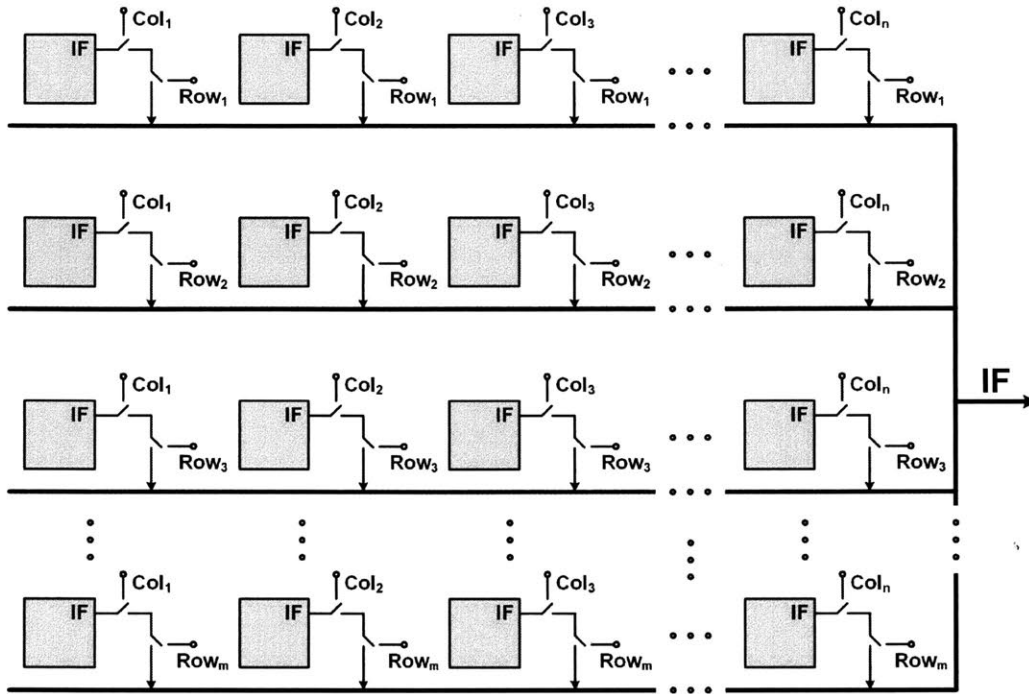 Col₁ Col₂ Col₃ Colₙ
IF IF IF IF
Row₁ Row₁ Row₁ Row₁
Col₁ Col₂ Col₃ Colₙ
IF IF IF IF
Row₂ Row₂ Row₂ Row₂
Col₁ Col₂ Col₃ Colₙ
IF
IF IF IF IF
Row₃ Row₃ Row₃ Row₃
Col₁ Col₂ Col₃ Colₙ
IF IF IF IF
Rowₘ Rowₘ Rowₘ Rowₘ